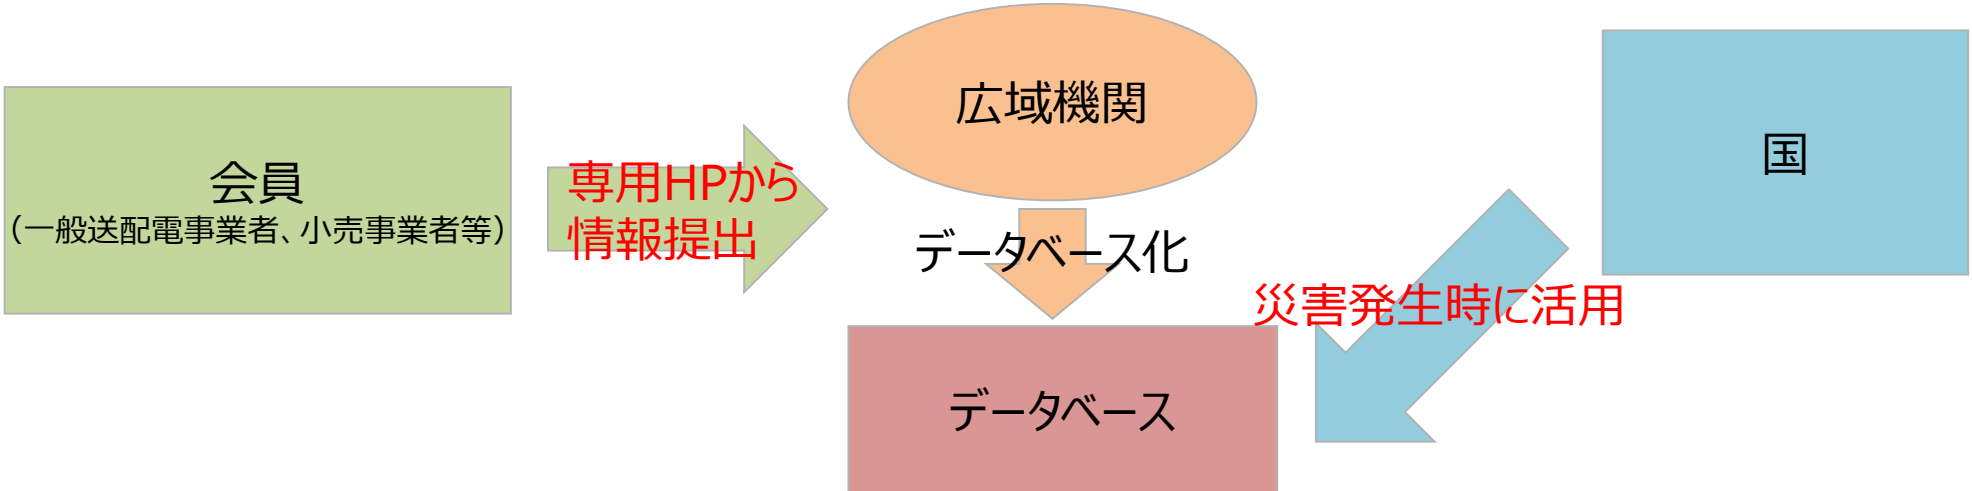 会員
（一般送配電事業者、小売事業者等）
専用HPから
情報提出
広域機関
データベース化
データベース
災害発生時に活用
国